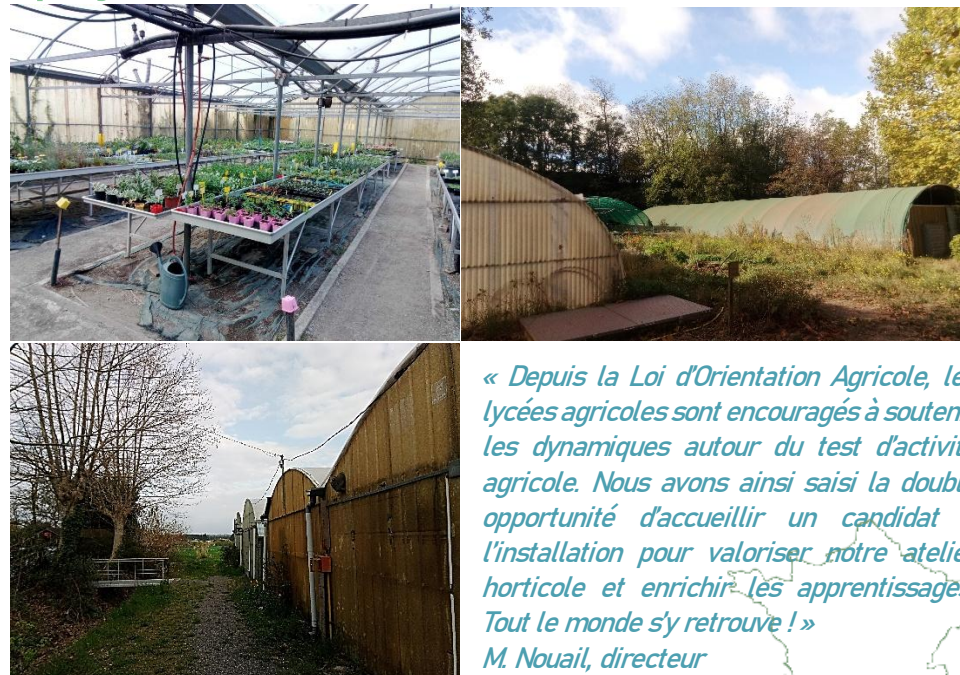 « Depuis la Loi d'Orientation Agricole, le
lycées agricoles sont encouragés à souten
les dynamiques autour du test d'activit
agricole. Nous avons ainsi saisi la doubl
opportunité d'accueillir un candidat
l'installation pour valoriser notre atelie
horticole et enrichir les apprentissages
Tout le monde s'y retrouve ! »
M. Nouail, directeur